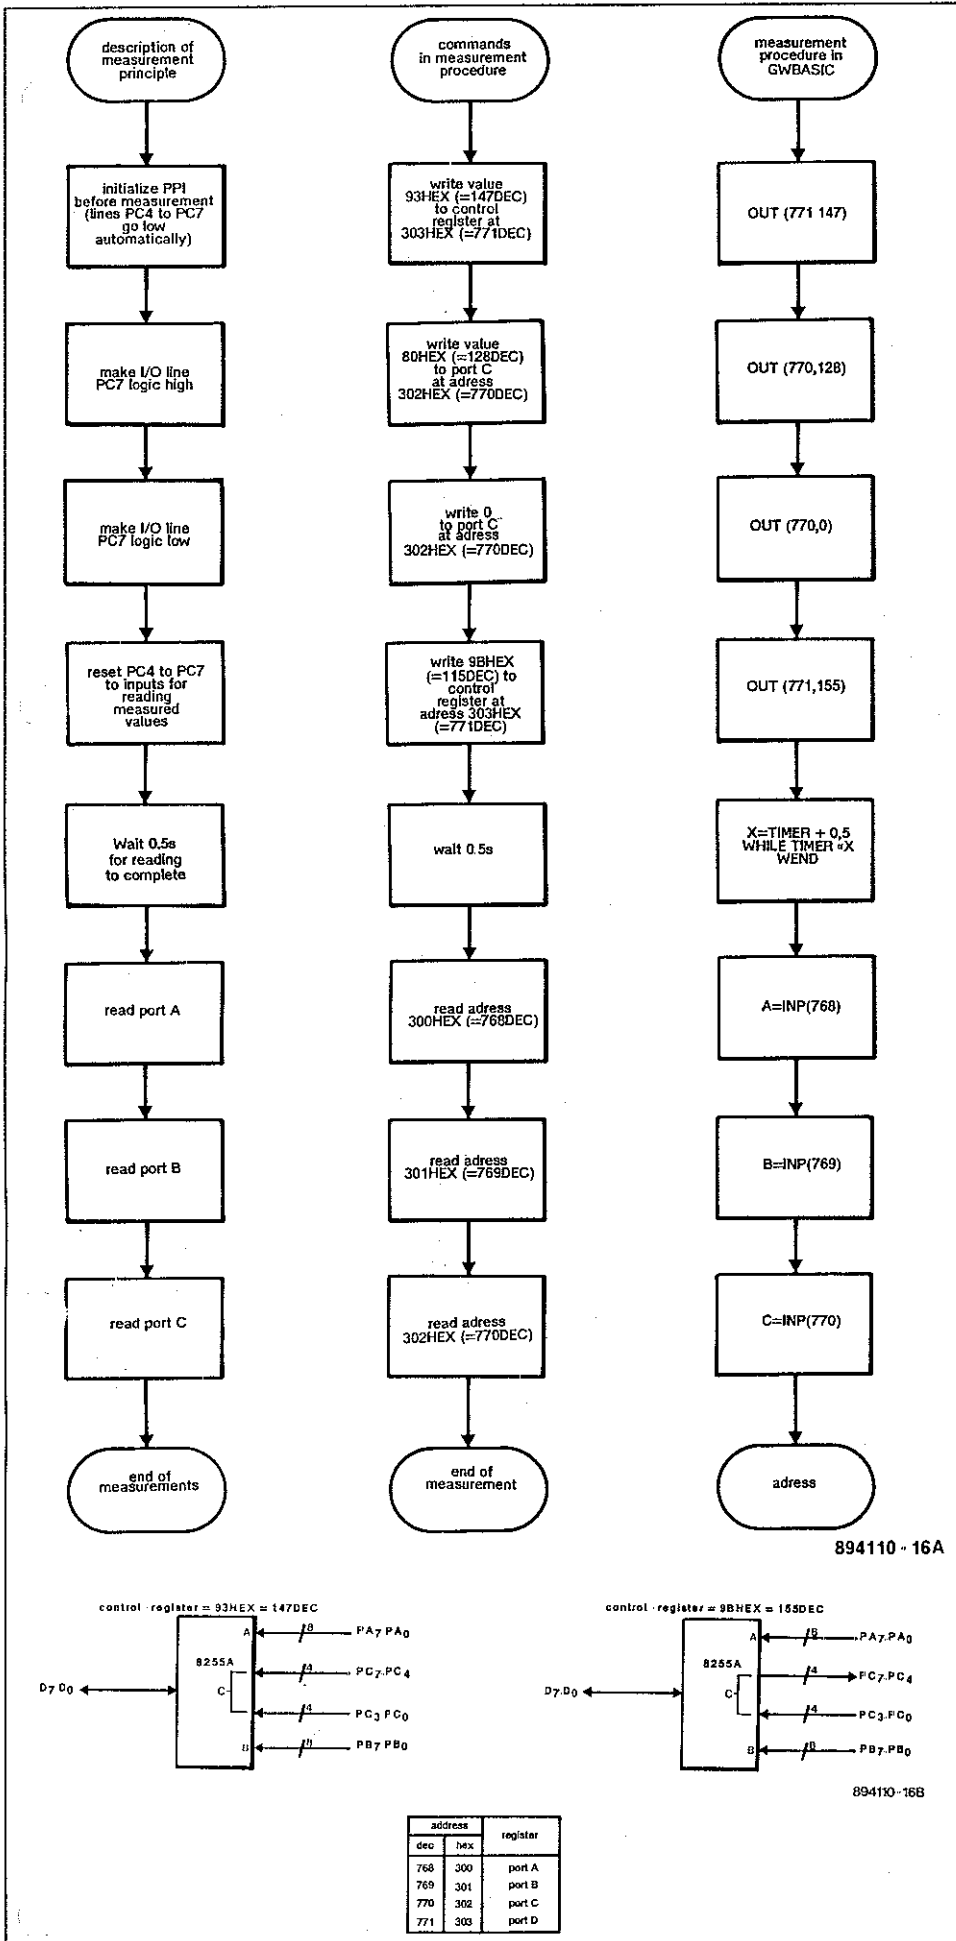 description of
measurement
principle
initialize PPI
before measurement
(lines PC4 to PC7
go low
automatically)
make I/O line
PC7 logic high
make I/O line
PC7 logic low
reset PC4 to PC7
to inputs for
reading
measured
values
Wait 0.5s
for reading
to complete
read port A
read port B
read port C
end of
measurements
commands
in measurement
procedure
write value
93HEX (=147DEC)
to control
register at
303HEX (=771DEC)
write value
80HEX (=128DEC)
to port C
at adress
302HEX (=770DEC)
write 0
to port C
at adress
302HEX (=770DEC)
write 9BHEX
(=115DEC) to
control
register at
adress 303HEX
(=771DEC)
wait 0.5s
read adress
300HEX (=768DEC)
read adress
301HEX (=769DEC)
read adress
302HEX (=770DEC)
end of
measurement
measurement
procedure in
GWBASIC
OUT (771 147)
OUT (770,128)
OUT (770,0)
OUT (771,155)
X=TIMER + 0,5
WHILE TIMER <X
WEND
A=INP(768)
B=INP(769)
C=INP(770)
adress
894110 - 16A
control - register = 93HEX = 147DEC
8255A
D7 D0
A
8
PA7 PA0
C
4
PC7 PC4
4
PC3 PC0
B
8
PB7 PB0
control - register = 9BHEX = 155DEC
8255A
D7.D0
A
8
PA7.PA0
C
4
PC7.PC4
4
PC3.PC0
B
8
PB7.PB0
894110-16B
address register
dec hex
768 300 port A
769 301 port B
770 302 port C
771 303 port D